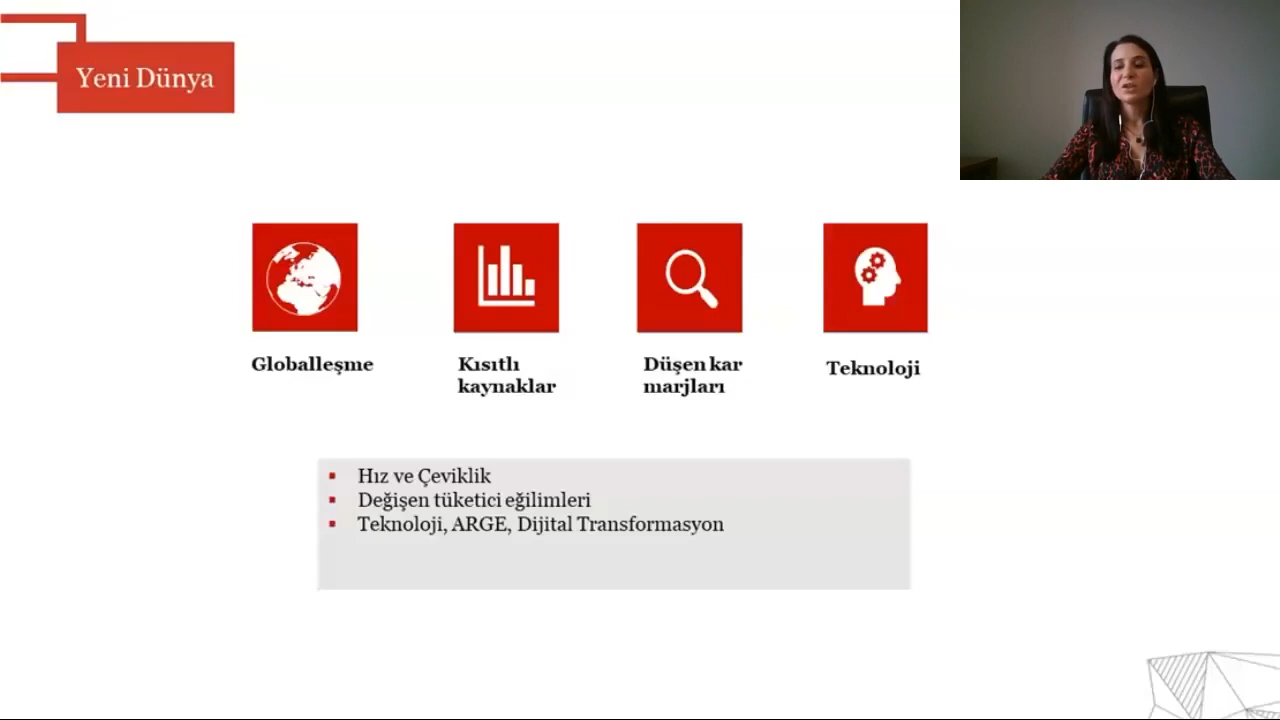 Yeni Dünya
Globalleşme
Kısıtlı
kaynaklar
Düşen kar
marjları
Teknoloji
Hız ve Çeviklik
Değişen tüketici eğilimleri
Teknoloji, ARGE, Dijital Transformasyon